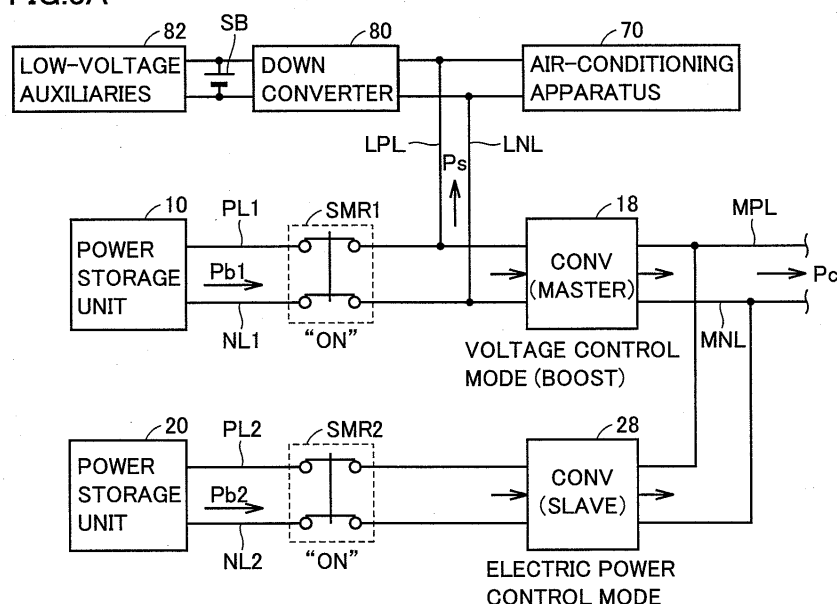 FIG.3A
82
SB
80
70
LOW-VOLTAGE
AUXILIARIES
DOWN
CONVERTER
AIR-CONDITIONING
APPARATUS
LPL
LNL
Ps
10
PL1
SMR1
18
MPL
POWER
STORAGE
UNIT
Pb1
CONV
(MASTER)
Pc
NL1
"ON"
VOLTAGE CONTROL
MODE (BOOST)
MNL
20
PL2
SMR2
28
POWER
STORAGE
UNIT
Pb2
CONV
(SLAVE)
NL2
"ON"
ELECTRIC POWER
CONTROL MODE